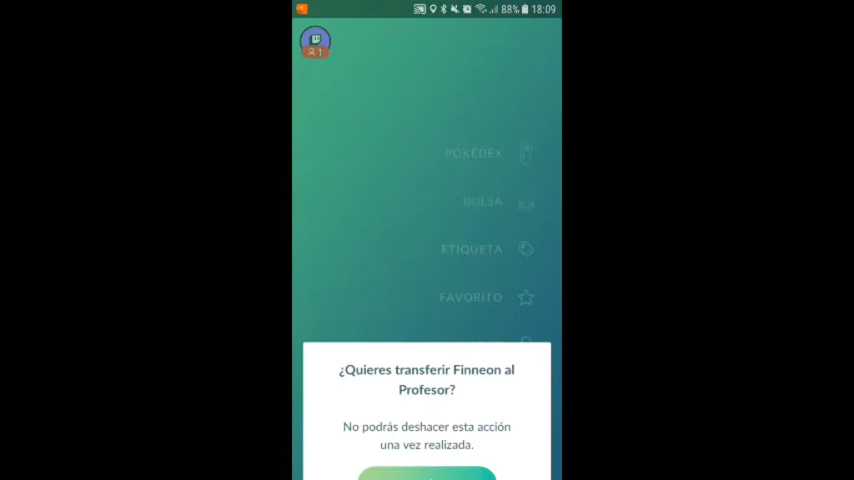 88% 18:09
1
POKÉDEX
BOLSA
ETIQUETA
FAVORITO
¿Quieres transferir Finneon al
Profesor?
No podrás deshacer esta acción
una vez realizada.